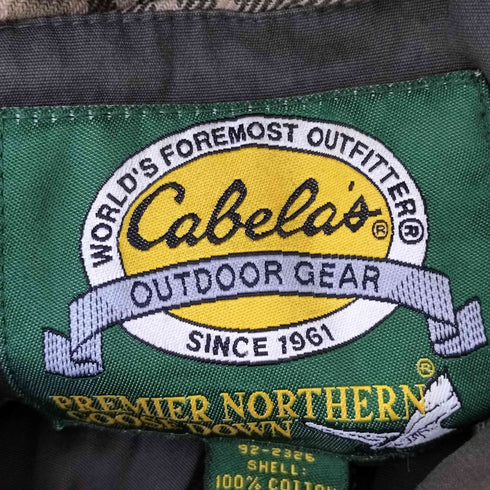 WORLD'S FOREMOST OUTFITTER®
Cabela's®
OUTDOOR GEAR
SINCE 1961
PREMIER NORTHERN®
GOOSE DOWN
92-2326
SHELL:
100% COTTON